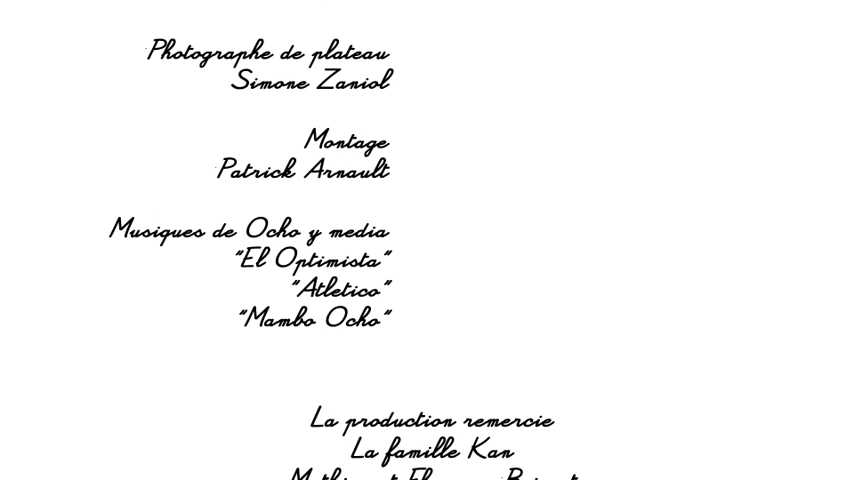 Photographe de plateau
Simone Zaniol
Montage
Patrick Arnault
Musiques de Ocho y media
"El Optimista"
"Atletico"
"Mambo Ocho"
La production remercie
La famille Kan